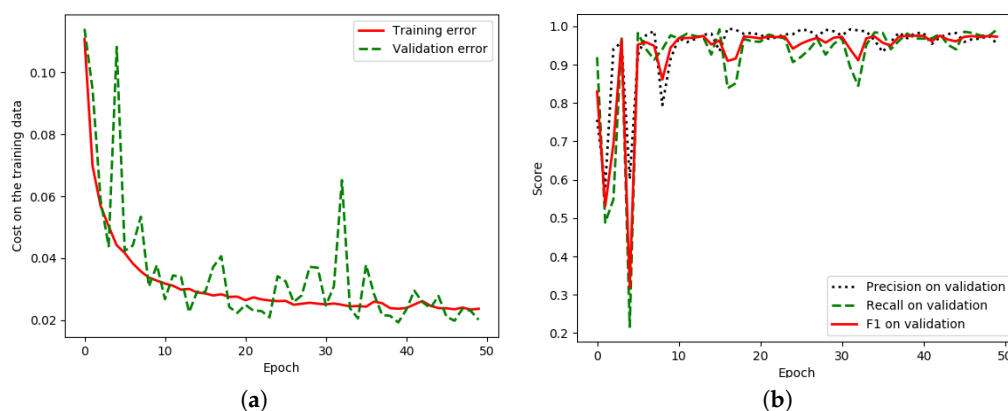 Training error
Validation error
Cost on the training data
0.10
0.08
0.06
0.04
0.02
0 10 20 30 40 50
Epoch
(a)
1.0
0.9
0.8
0.7
0.6
0.5
0.4
0.3
0.2
Score
Precision on validation
Recall on validation
F1 on validation
0 10 20 30 40 50
Epoch
(b)